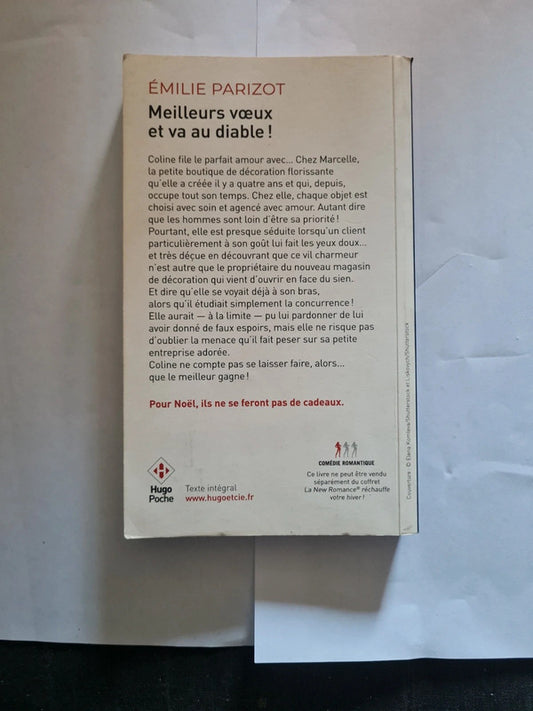 ÉMILIE PARIZOT
Meilleurs vœux
et va au diable !
Coline file le parfait amour avec... Chez Marcelle,
la petite boutique de décoration florissante
qu'elle a créée il y a quatre ans et qui, depuis,
occupe tout son temps. Chez elle, chaque objet est
choisi avec soin et agencé avec amour. Autant dire
que les hommes sont loin d'être sa priorité !
Pourtant, elle est presque séduite lorsqu'un client
particulièrement à son goût lui fait les yeux doux...
et très déçue en découvrant que ce vil charmeur
n'est autre que le propriétaire du nouveau magasin
de décoration qui vient d'ouvrir en face du sien.
Et dire qu'elle se voyait déjà à son bras,
alors qu'il étudiait simplement la concurrence !
Elle aurait — à la limite — pu lui pardonner de lui
avoir donné de faux espoirs, mais elle ne risque pas
d'oublier la menace qu'il fait peser sur sa petite
entreprise adorée.
Coline ne compte pas se laisser faire, alors...
que le meilleur gagne !
Pour Noël, ils ne se feront pas de cadeaux.
Hugo
Poche
Texte intégral
www.hugoetcie.fr
COMÉDIE ROMANTIQUE
Ce livre ne peut être vendu
séparément du coffret
La New Romance® réchauffe
votre hiver !
Couverture : ©